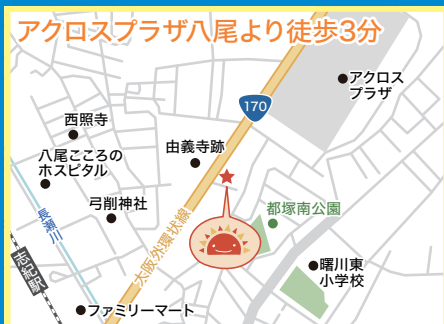 アクロスプラザ八尾より徒歩3分
アクロス
プラザ
170
西照寺
由義寺跡
八尾こころの
ホスピタル
弓削神社
都塚南公園
長瀬川
大阪外環状線
志紀駅
曙川東
小学校
ファミリーマート